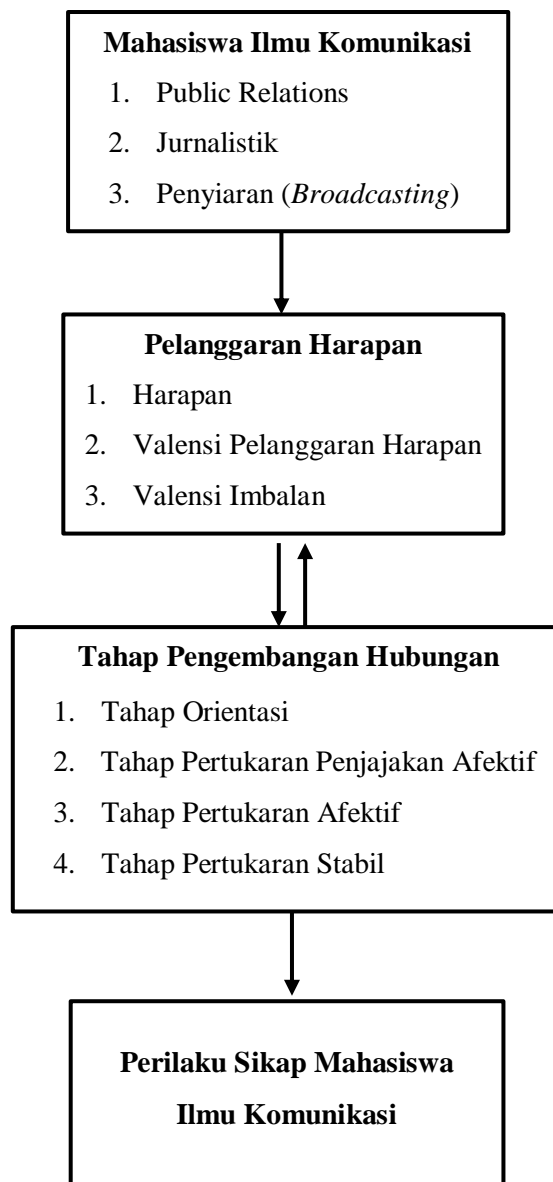 Mahasiswa Ilmu Komunikasi
1. Public Relations
2. Jurnalistik
3. Penyiaran (Broadcasting)
Pelanggaran Harapan
1. Harapan
2. Valensi Pelanggaran Harapan
3. Valensi Imbalan
Tahap Pengembangan Hubungan
1. Tahap Orientasi
2. Tahap Pertukaran Penjajakan Afektif
3. Tahap Pertukaran Afektif
4. Tahap Pertukaran Stabil
Perilaku Sikap Mahasiswa
Ilmu Komunikasi